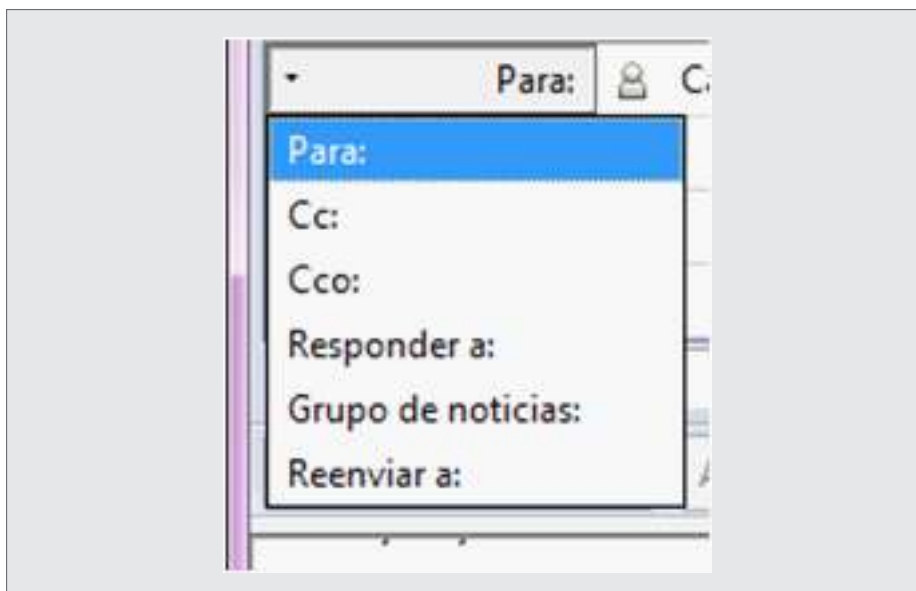 Para:
Para:
Cc:
Cco:
Responder a:
Grupo de noticias:
Reenviar a: